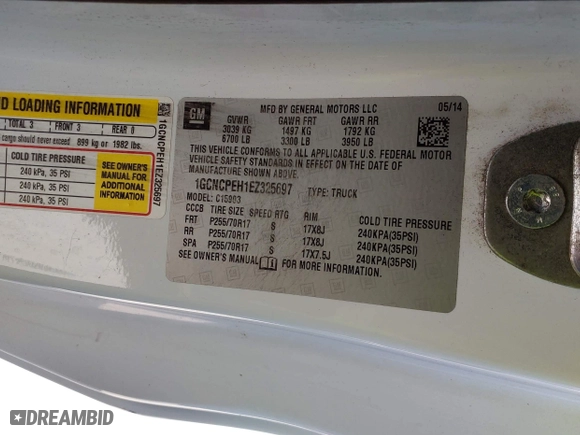 D LOADING INFORMATION
TOTAL 3 FRONT 3 REAR 0
cargo should never exceed 899 kg or 1982 lbs.
COLD TIRE PRESSURE
240 kPa, 35 PSI
240 kPa, 35 PSI
240 kPa, 35 PSI
SEE OWNER'S
MANUAL FOR
ADDITIONAL
INFORMATION
1GCNCPEH1EZ325697
GM
MFD BY GENERAL MOTORS LLC 05/14
GVWR GAWR FRT GAWR RR
3039 KG 1497 KG 1792 KG
6700 LB 3300 LB 3950 LB
THIS VEHICLE CONFORMS TO ALL APPLICABLE U.S. FEDERAL MOTOR
VEHICLE SAFETY STANDARDS IN EFFECT ON THE DATE OF
MANUFACTURE SHOWN ABOVE.
1GCNCPEH1EZ325697 TYPE: TRUCK
MODEL: C15903
CCCB TIRE SIZE SPEED RTG RIM COLD TIRE PRESSURE
FRT P255/70R17 S 17X8J 240KPA(35PSI)
RR P255/70R17 S 17X8J 240KPA(35PSI)
SPA P255/70R17 S 17X7.5J 240KPA(35PSI)
SEE OWNER'S MANUAL FOR MORE INFORMATION.
DREAMBID